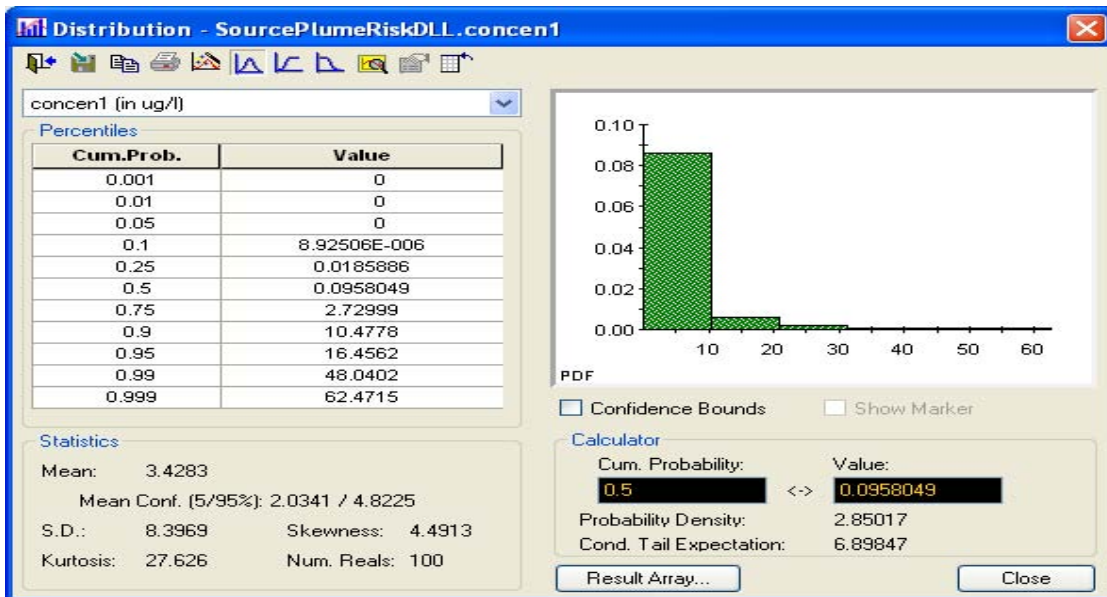 Distribution - SourcePlumeRiskDLL.concen1
concen1 (in ug/l)
Percentiles
Cum.Prob. Value
0.001 0
0.01 0
0.05 0
0.1 8.92506E-006
0.25 0.0185886
0.5 0.0958049
0.75 2.72999
0.9 10.4778
0.95 16.4562
0.99 48.0402
0.999 62.4715
Statistics
Mean: 3.4283
Mean Conf. (5/95%): 2.0341 / 4.8225
S.D.: 8.3969 Skewness: 4.4913
Kurtosis: 27.626 Num. Reals: 100
0.10
0.08
0.06
0.04
0.02
0.00
10 20 30 40 50 60
PDF
Confidence Bounds Show Marker
Calculator
Cum. Probability: Value:
0.5 <-> 0.0958049
Probability Density: 2.85017
Cond. Tail Expectation: 6.89847
Result Array... Close